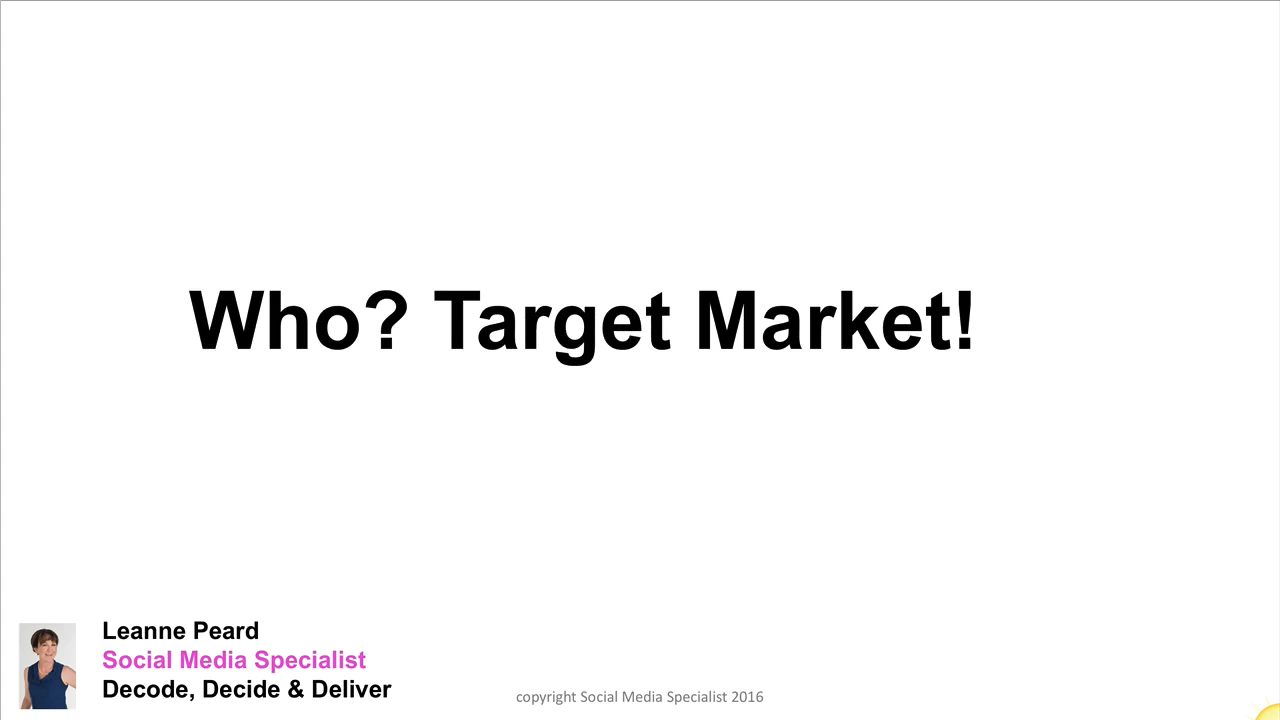 Who? Target Market!
Leanne Peard
Social Media Specialist
Decode, Decide & Deliver
copyright Social Media Specialist 2016